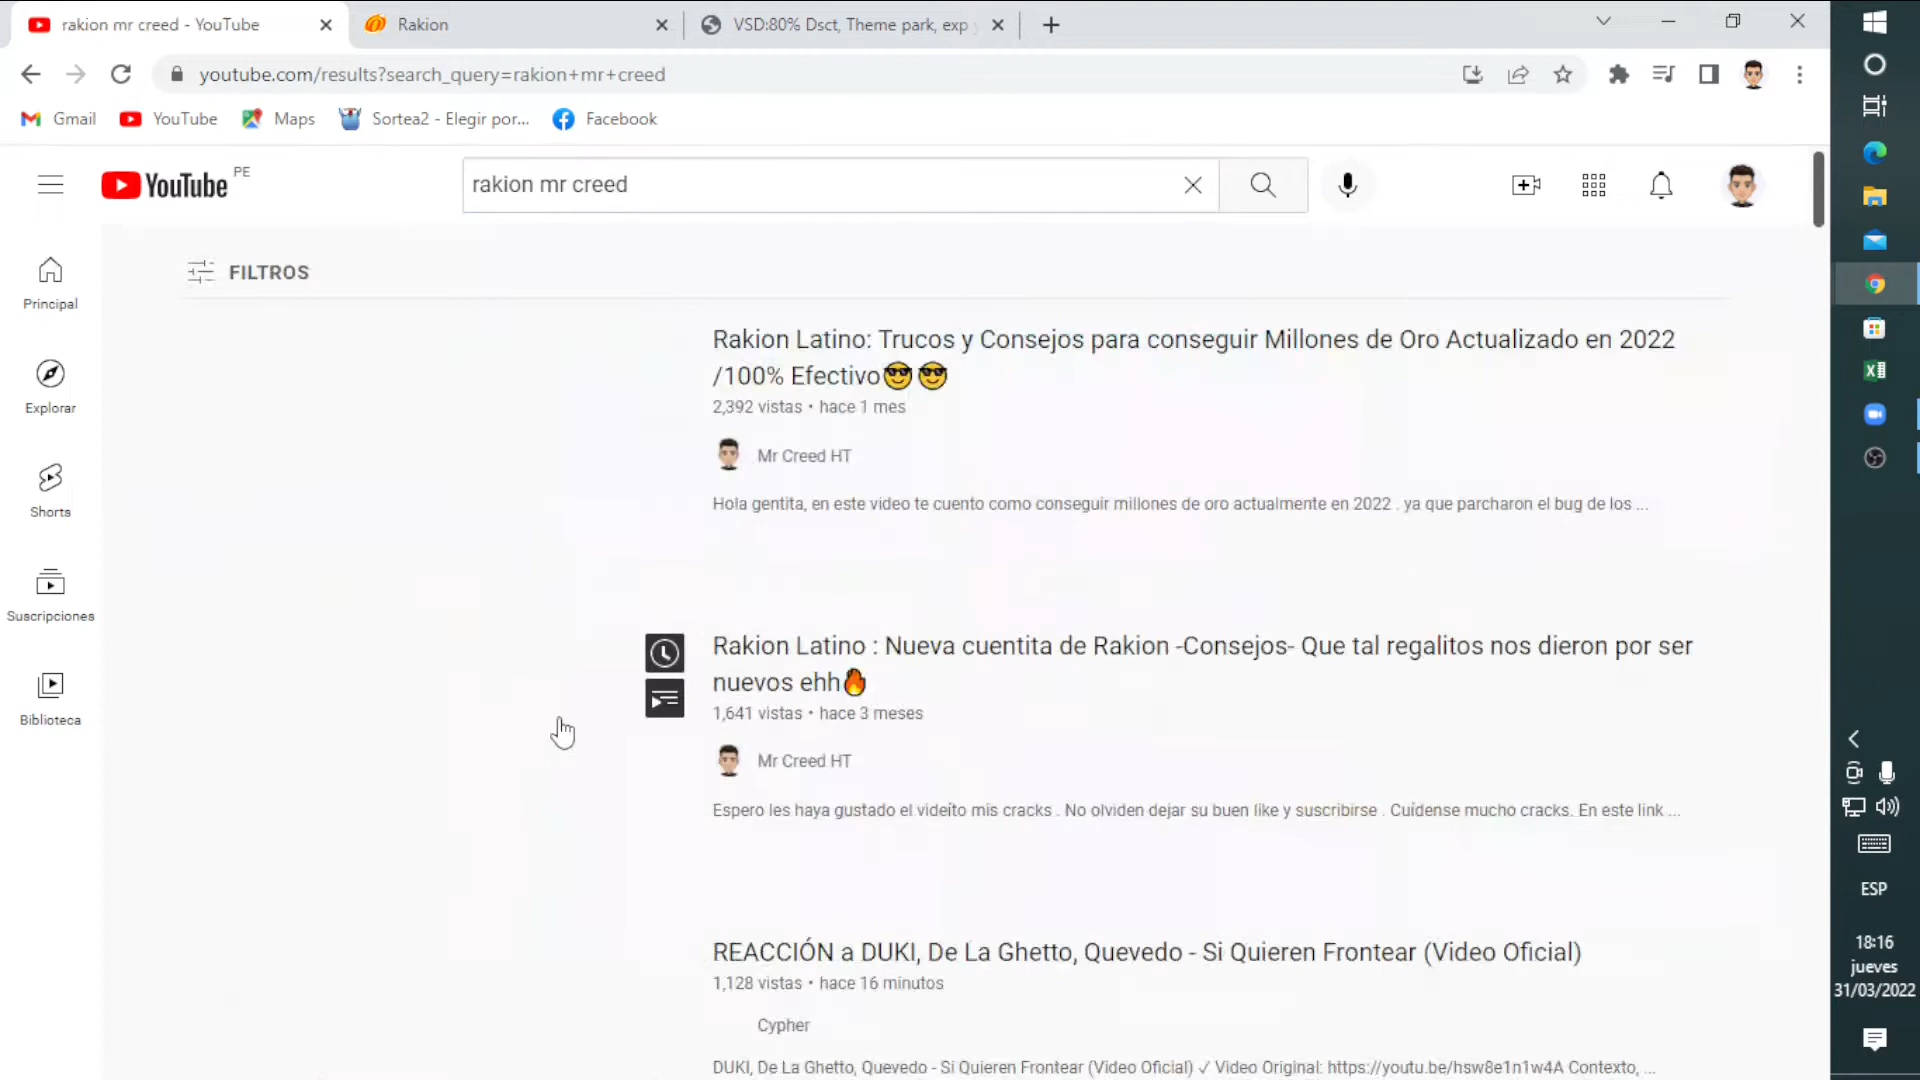 rakion mr creed - YouTube
Rakion
VSD:80% Dsct, Theme park, exp
youtube.com/results?search_query=rakion+mr+creed
Gmail
YouTube
Maps
Sortea2 - Elegir por...
Facebook
YouTube PE
rakion mr creed
FILTROS
Principal
Explorar
Shorts
Suscripciones
Biblioteca
Rakion Latino: Trucos y Consejos para conseguir Millones de Oro Actualizado en 2022
/100% Efectivo😎😎
2,392 vistas • hace 1 mes
Mr Creed HT
Hola gentita, en este video te cuento como conseguir millones de oro actualmente en 2022 . ya que parcharon el bug de los ...
Rakion Latino : Nueva cuentita de Rakion -Consejos- Que tal regalitos nos dieron por ser
nuevos ehh🔥
1,641 vistas • hace 3 meses
Mr Creed HT
Espero les haya gustado el videíto mis cracks . No olviden dejar su buen like y suscribirse . Cuídense mucho cracks. En este link ...
REACCIÓN a DUKI, De La Ghetto, Quevedo - Si Quieren Frontear (Video Oficial)
1,128 vistas • hace 16 minutos
Cypher
DUKI, De La Ghetto, Quevedo - Si Quieren Frontear (Video Oficial) ✓ Video Original: https://youtu.be/hsw8e1n1w4A Contexto, ...
ESP
18:16
jueves
31/03/2022